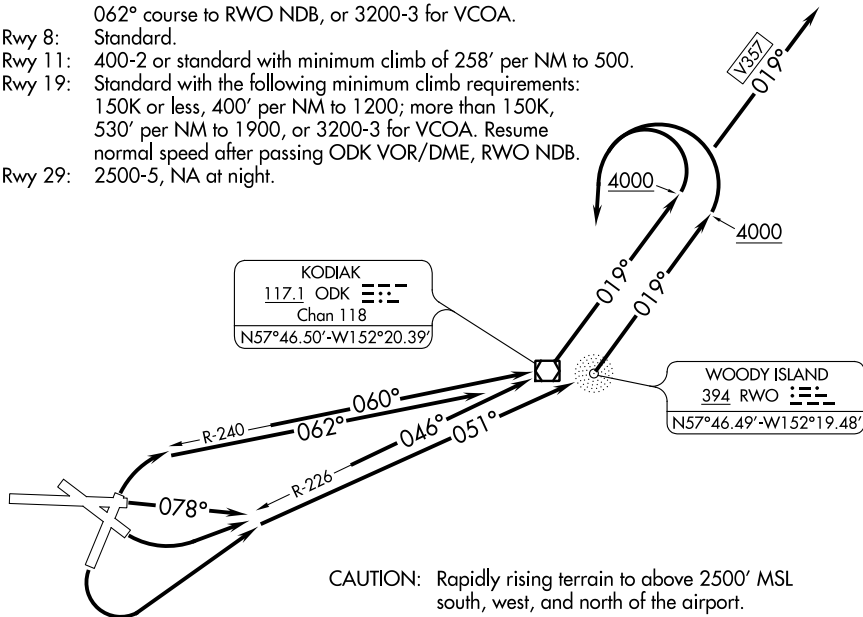 062° course to RWO NDB, or 3200-3 for VCOA.
Rwy 8: Standard.
Rwy 11: 400-2 or standard with minimum climb of 258' per NM to 500.
Rwy 19: Standard with the following minimum climb requirements:
150K or less, 400' per NM to 1200; more than 150K,
530' per NM to 1900, or 3200-3 for VCOA. Resume
normal speed after passing ODK VOR/DME, RWO NDB.
Rwy 29: 2500-5, NA at night.
V357
019°
4000
4000
019°
019°
KODIAK
117.1 ODK
Chan 118
N57°46.50'-W152°20.39'
WOODY ISLAND
394 RWO
N57°46.49'-W152°19.48'
060°
R-240
062°
046°
051°
R-226
078°
CAUTION: Rapidly rising terrain to above 2500' MSL
south, west, and north of the airport.